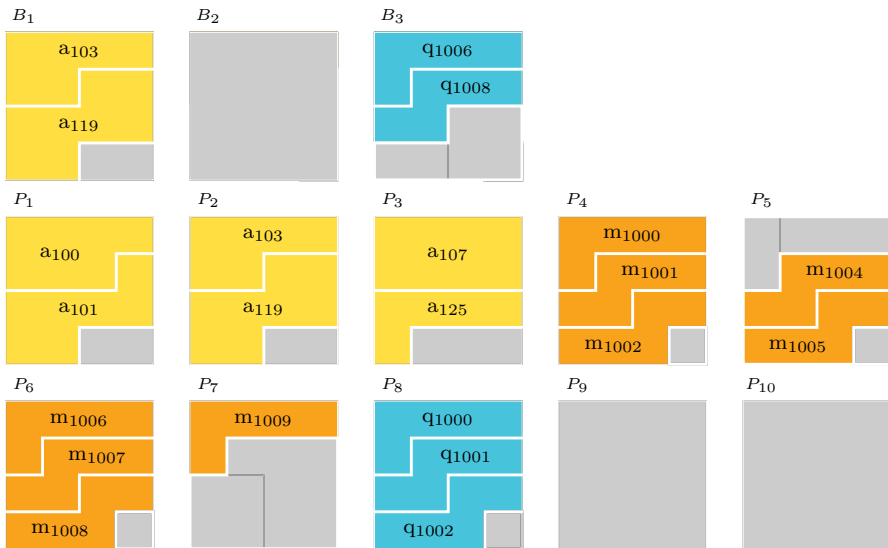 B₁ B₂ B₃
a₁₀₃ q₁₀₀₆
q₁₀₀₈
a₁₁₉
P₁ P₂ P₃ P₄ P₅
a₁₀₃ m₁₀₀₀
a₁₀₀ a₁₀₇
m₁₀₀₁ m₁₀₀₄
a₁₀₁ a₁₁₉ a₁₂₅
m₁₀₀₂ m₁₀₀₅
P₆ P₇ P₈ P₉ P₁₀
m₁₀₀₆ m₁₀₀₉ q₁₀₀₀
m₁₀₀₇ q₁₀₀₁
m₁₀₀₈ q₁₀₀₂